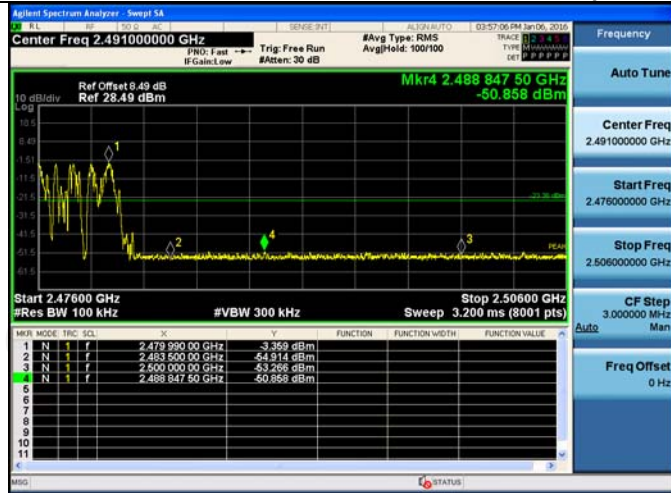 Agilent Spectrum Analyzer - Swept SA
RL RF 50 Ω AC SENSE:INT ALIGNAUTO 03:57:06 PM Jan 06, 2016
Center Freq 2.491000000 GHz
PNO: Fast
IFGain:Low
Trig: Free Run
#Atten: 30 dB
#Avg Type: RMS
Avg|Hold: 100/100
TRACE 1 2 3 4 5 6
TYPE M
DET P P P P P P
Frequency
Auto Tune
Center Freq
2.491000000 GHz
Start Freq
2.476000000 GHz
Stop Freq
2.506000000 GHz
CF Step
3.000000 MHz
Auto Man
Freq Offset
0 Hz
Mkr4 2.488 847 50 GHz
-50.858 dBm
Ref Offset 8.49 dB
Ref 28.49 dBm
10 dB/div
Log
-1.51
-11.5
-21.5
-31.5
-41.5
-51.5
-61.5
1
2
4
3
PEAK
Start 2.47600 GHz
Stop 2.50600 GHz
#Res BW 100 kHz
#VBW 300 kHz
Sweep 3.200 ms (8001 pts)
MKR MODE TRC SCL X Y FUNCTION FUNCTION WIDTH FUNCTION VALUE
1 N 1 f 2.479 990 00 GHz -3.359 dBm
2 N 1 f 2.483 500 00 GHz -54.914 dBm
3 N 1 f 2.500 000 00 GHz -53.266 dBm
4 N 1 f 2.488 847 50 GHz -50.858 dBm
5
6
7
8
9
10
11
MSG
STATUS